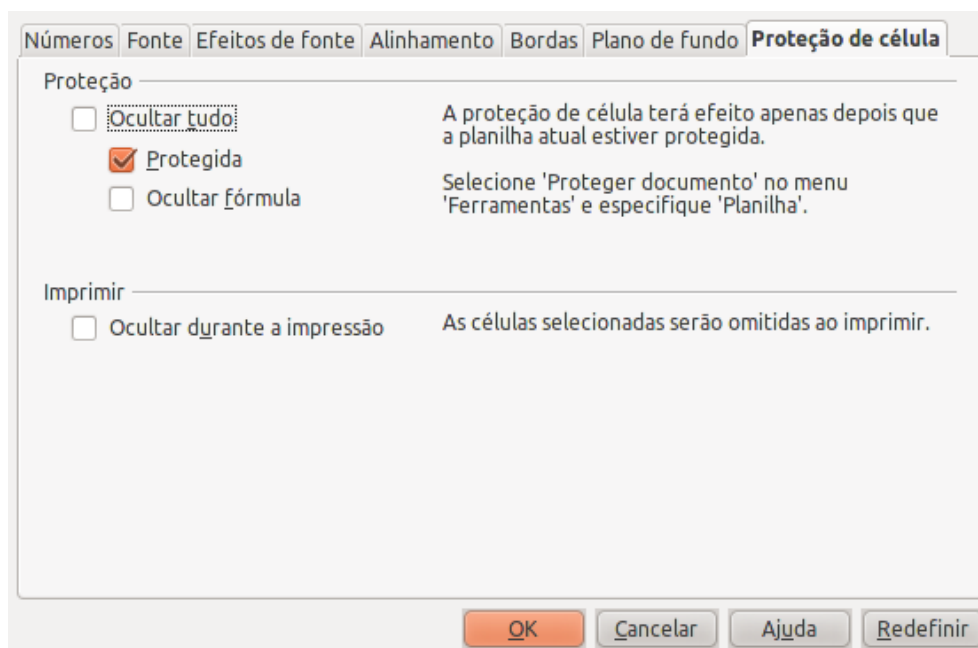 Números Fonte Efeitos de fonte Alinhamento Bordas Plano de fundo Proteção de célula
Proteção
Ocultar tudo
Protegida
Ocultar fórmula
A proteção de célula terá efeito apenas depois que
a planilha atual estiver protegida.
Selecione 'Proteger documento' no menu
'Ferramentas' e especifique 'Planilha'.
Imprimir
Ocultar durante a impressão
As células selecionadas serão omitidas ao imprimir.
OK Cancelar Ajuda Redefinir